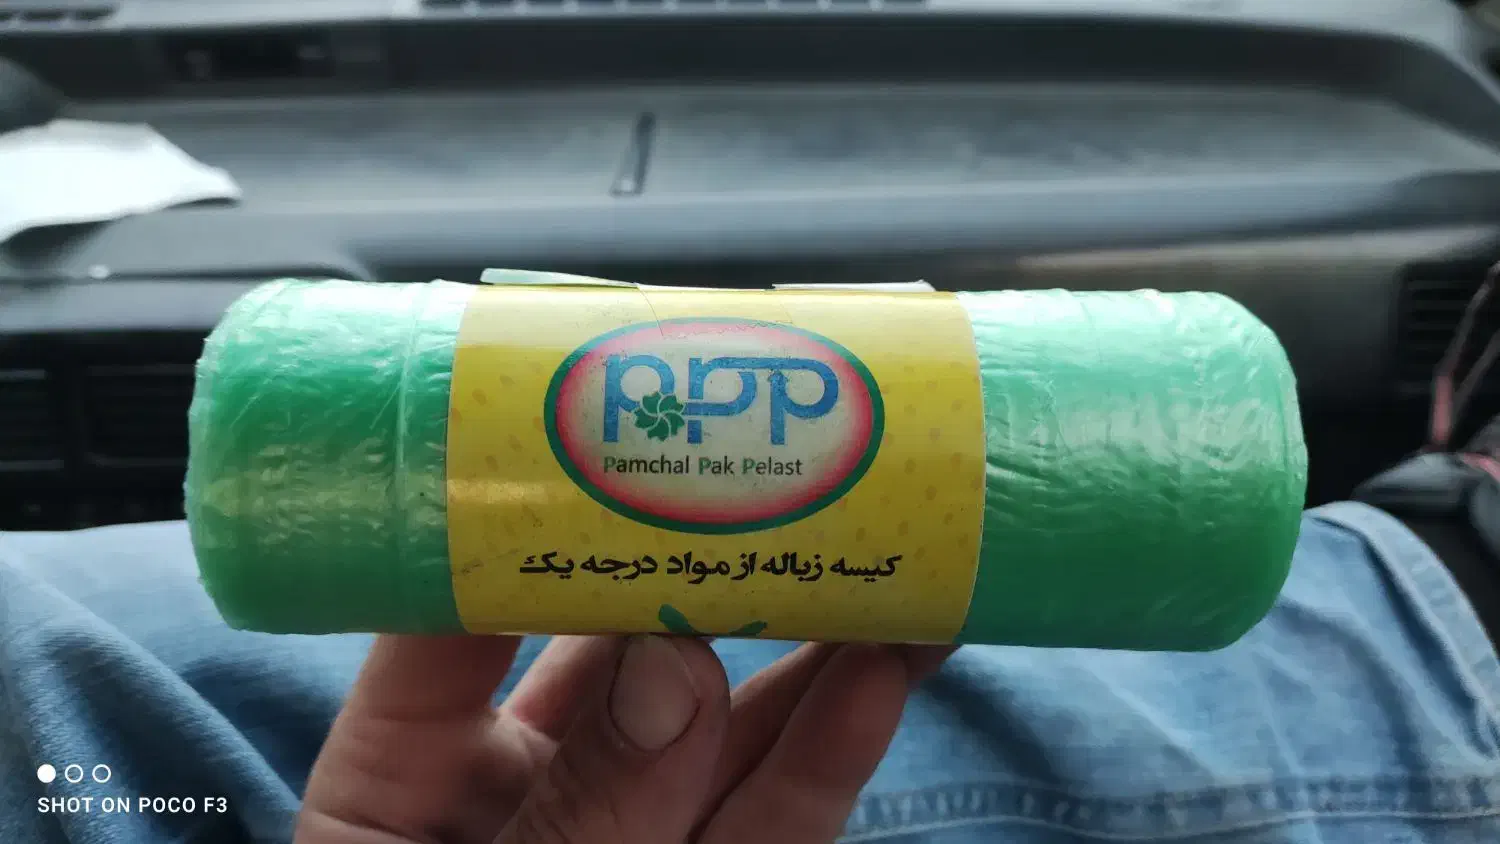 ppp
Pamchal Pak Pelast
کیسه زباله از مواد درجه یک
SHOT ON POCO F3